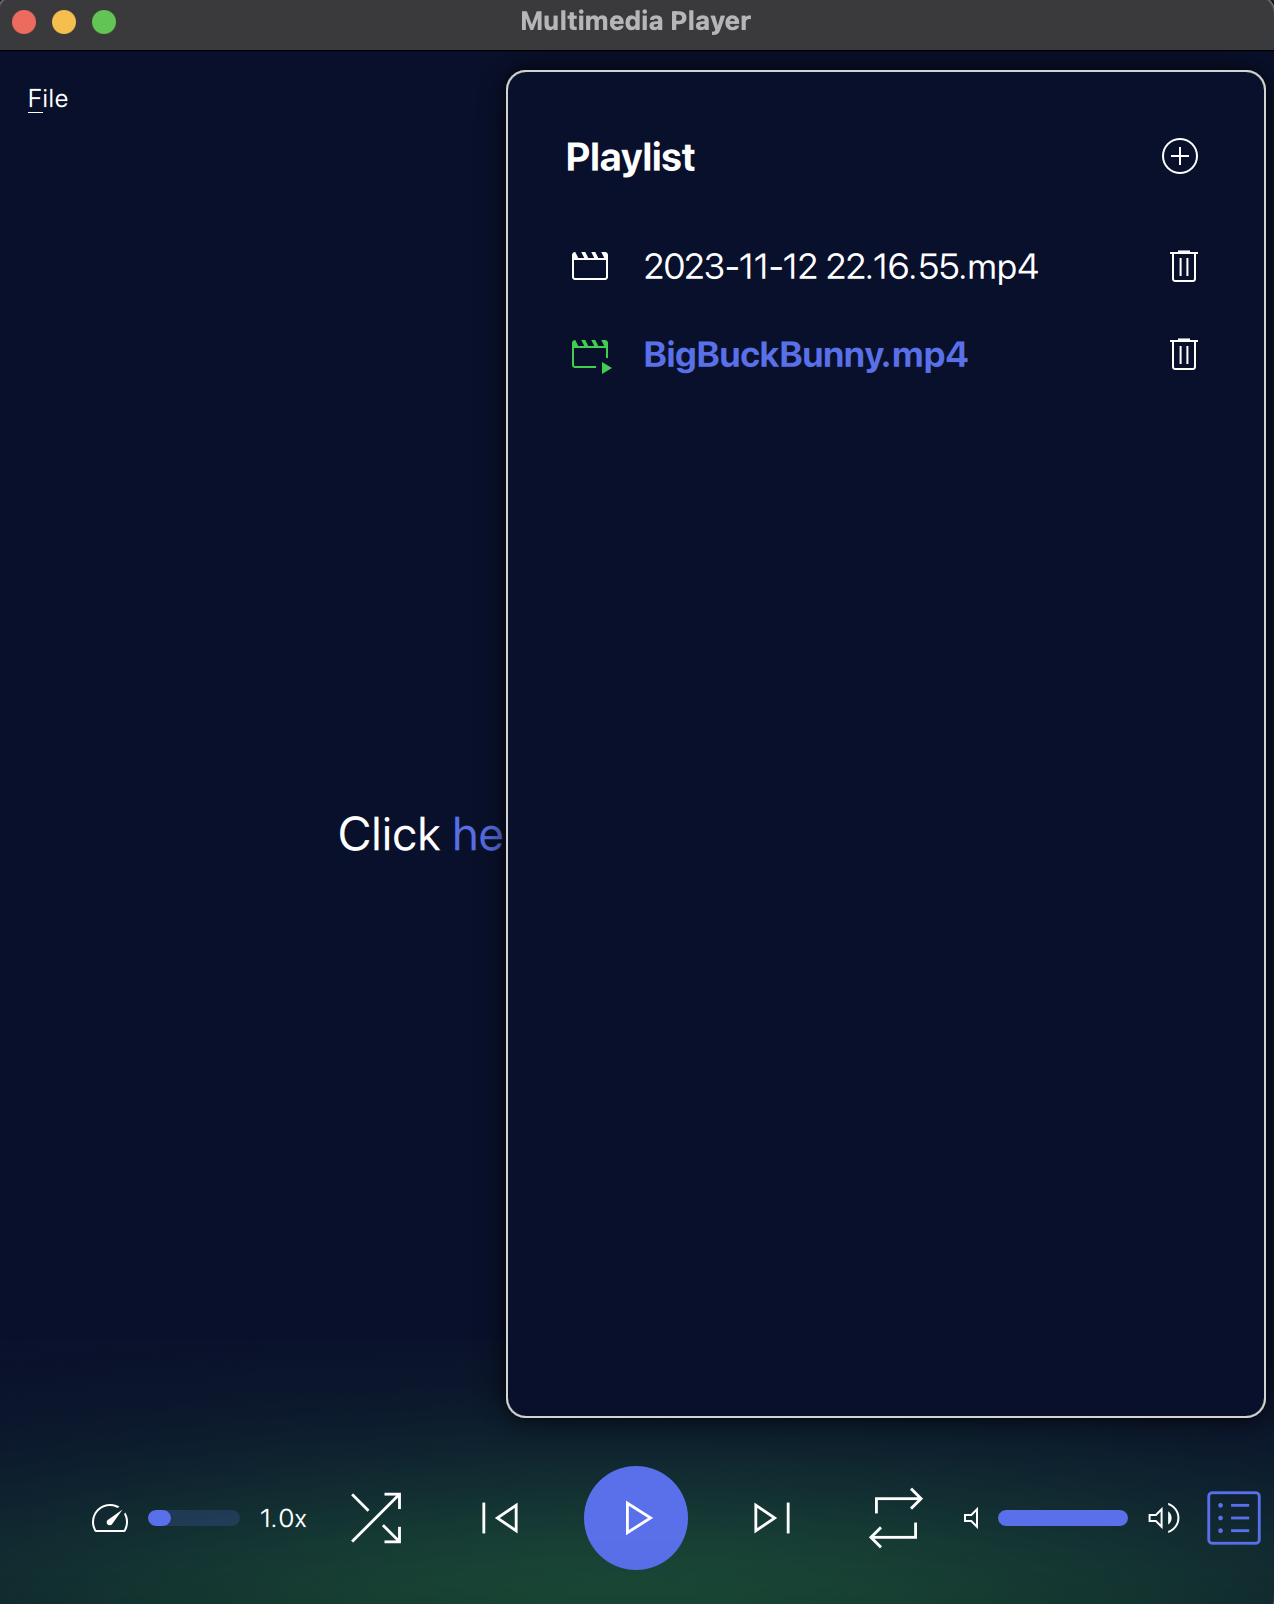 Multimedia Player
File
Playlist
2023-11-12 22.16.55.mp4
BigBuckBunny.mp4
Click he
1.0x